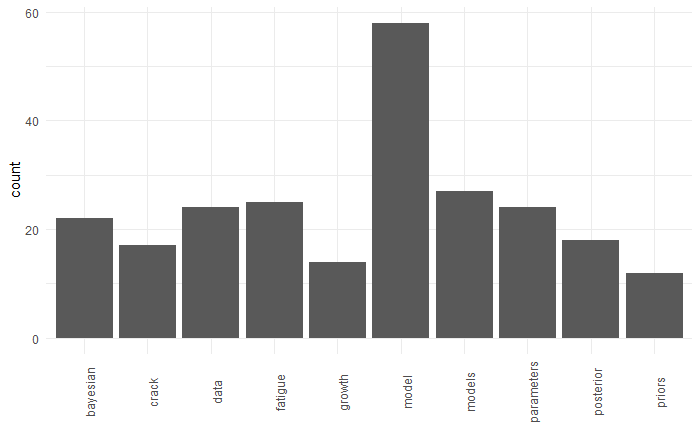 60
40
20
0
count
bayesian
crack
data
fatigue
growth
model
models
parameters
posterior
priors